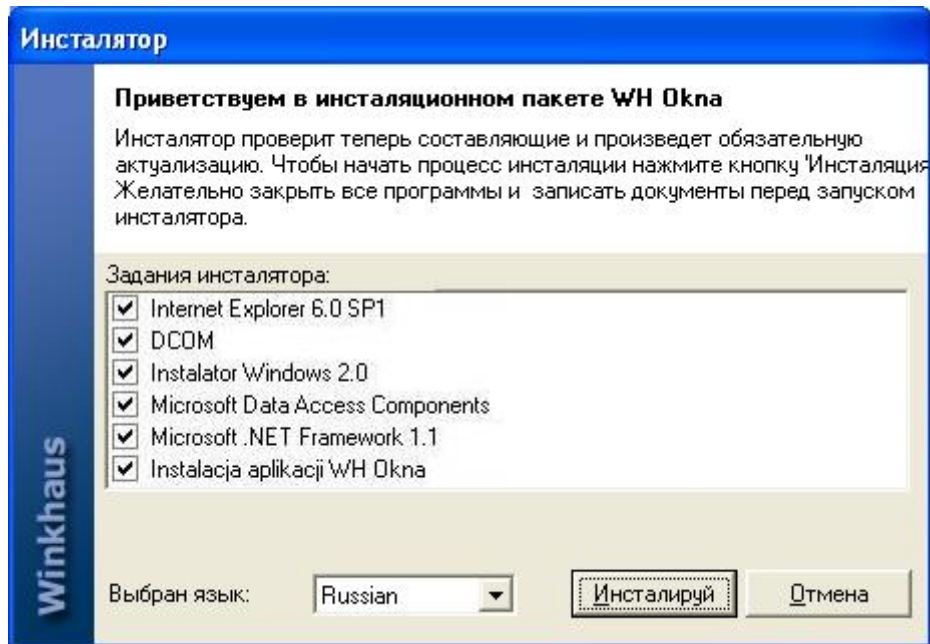 Инсталятор
Приветствуем в инсталяционном пакете WH Okna
Инсталятор проверит теперь составляющие и произведет обязательную
актуализацию. Чтобы начать процесс инсталяции нажмите кнопку 'Инсталяция
Желательно закрыть все программы и записать документы перед запуском
инсталятора.
Задания инсталятора:
Internet Explorer 6.0 SP1
DCOM
Instalator Windows 2.0
Microsoft Data Access Components
Microsoft .NET Framework 1.1
Instalacja aplikacji WH Okna
Winkhaus
Выбран язык: Russian Инсталируй Отмена